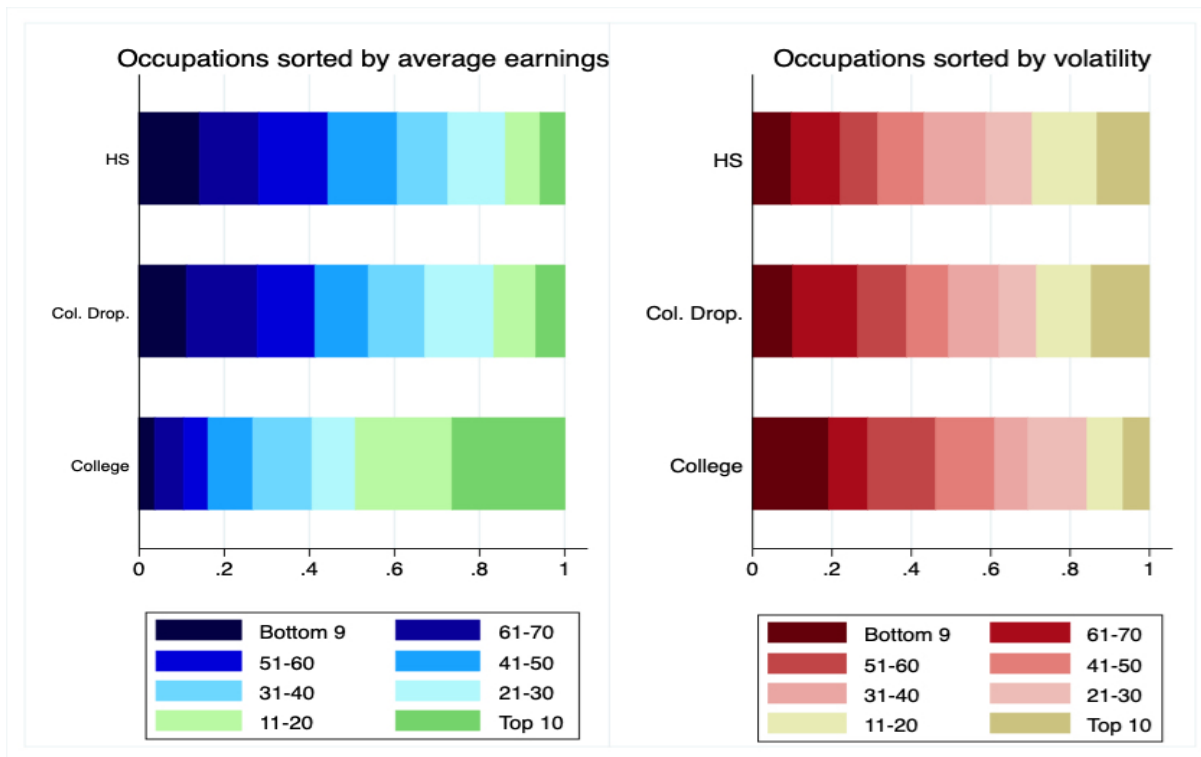 Occupations sorted by average earnings
HS
Col. Drop.
College
0 .2 .4 .6 .8 1
Bottom 9 61-70
51-60 41-50
31-40 21-30
11-20 Top 10
Occupations sorted by volatility
HS
Col. Drop.
College
0 .2 .4 .6 .8 1
Bottom 9 61-70
51-60 41-50
31-40 21-30
11-20 Top 10